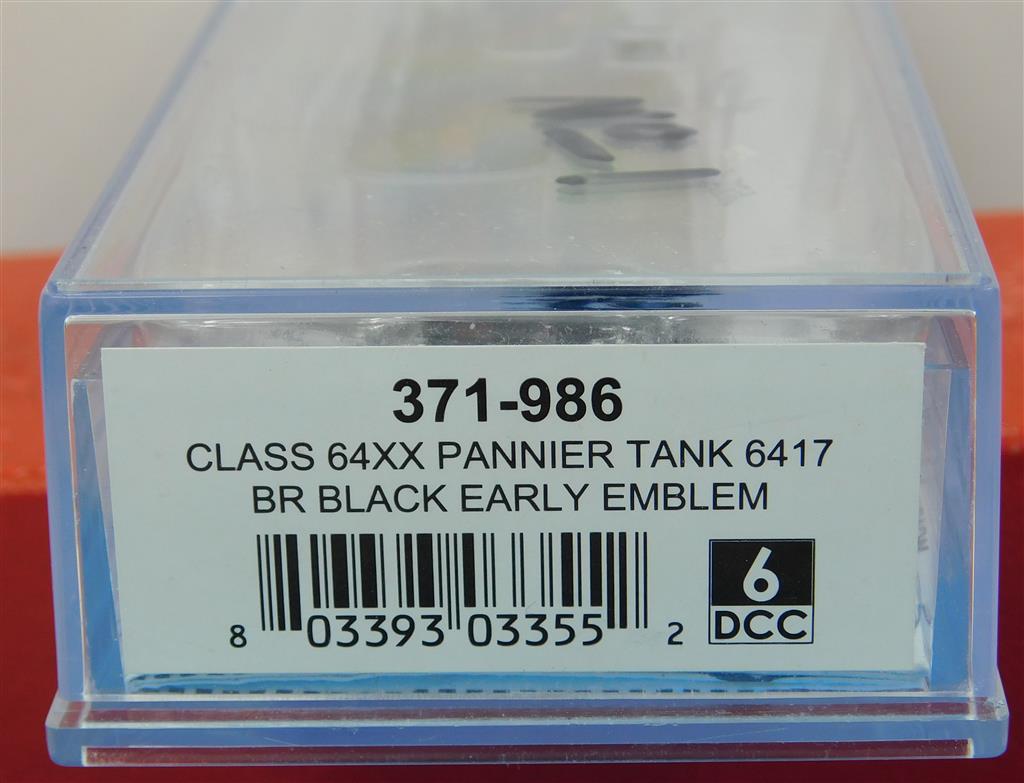 371-986
CLASS 64XX PANNIER TANK 6417
BR BLACK EARLY EMBLEM
8 03393 03355 2
6
DCC